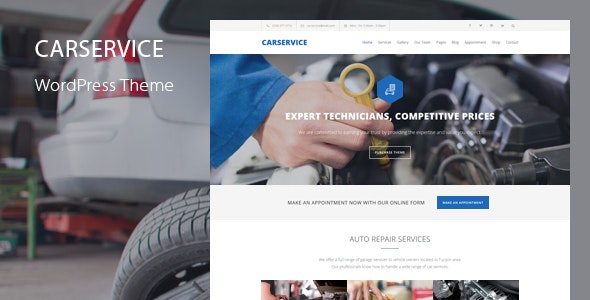 CARSERVICE
WordPress Theme
CARSERVICE
Home Services Gallery Our Team Pages Blog Appointment Shop Contact
EXPERT TECHNICIANS, COMPETITIVE PRICES
We are committed to earning your trust by providing the expertise and value you expect.
PURCHASE THEME
MAKE AN APPOINTMENT NOW WITH OUR ONLINE FORM
MAKE AN APPOINTMENT
AUTO REPAIR SERVICES
We offer a full range of garage services to vehicle owners located in Tucson area.
Our professionals know how to handle a wide range of car services.